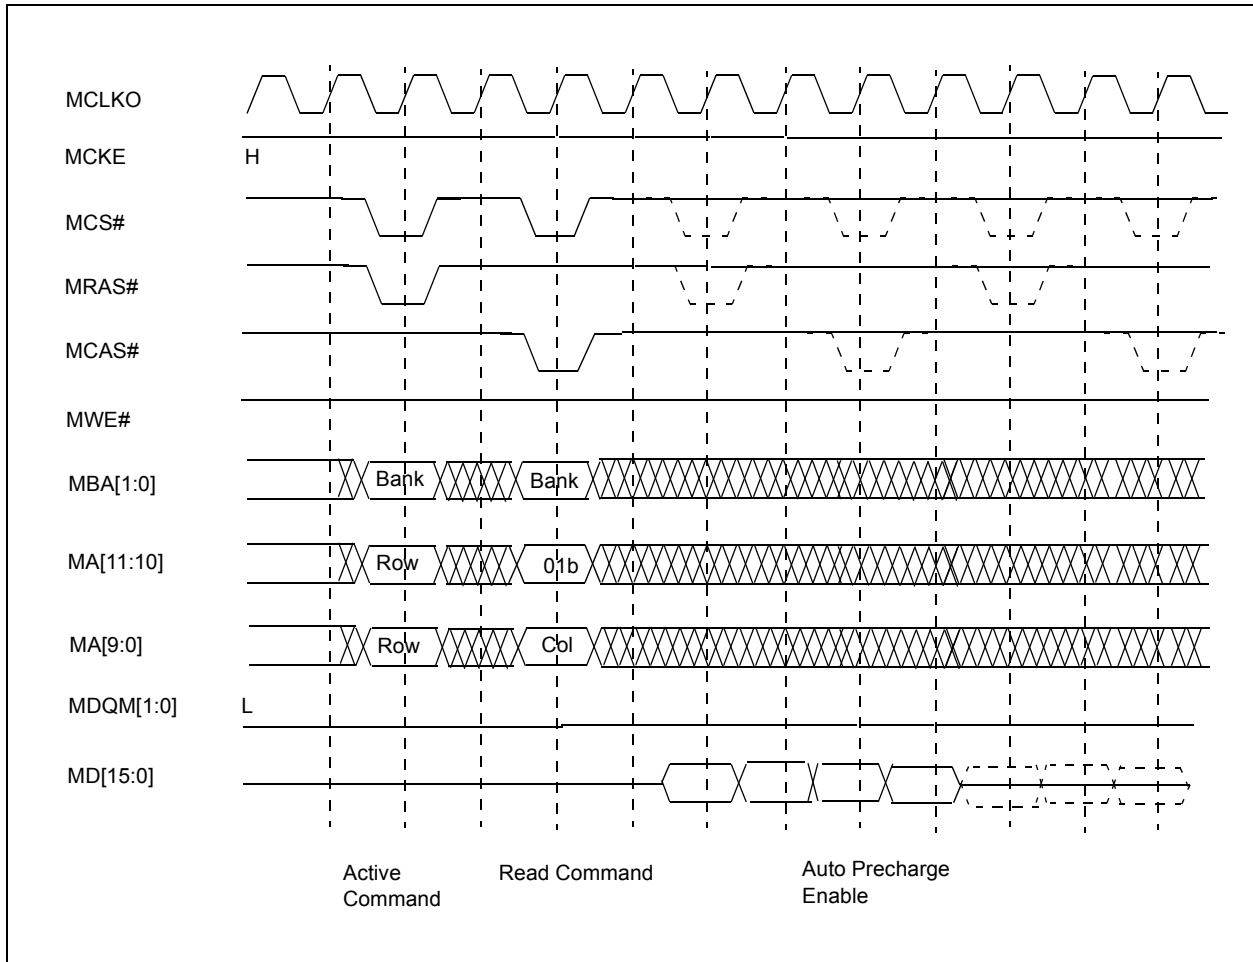 MCLKO
MCKE H
MCS#
MRAS#
MCAS#
MWE#
MBA[1:0] Bank Bank
MA[11:10] Row 01b
MA[9:0] Row Col
MDQM[1:0] L
MD[15:0]
Active
Command
Read Command
Auto Precharge
Enable